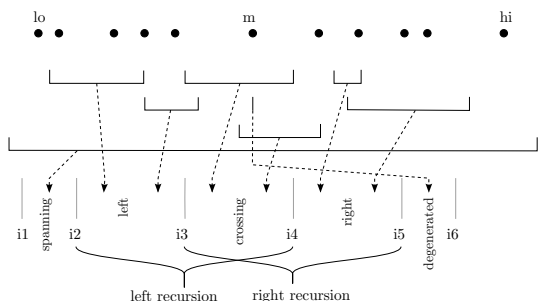 lo m hi
spanning left crossing right degenerated
i1 i2 i3 i4 i5 i6
left recursion right recursion